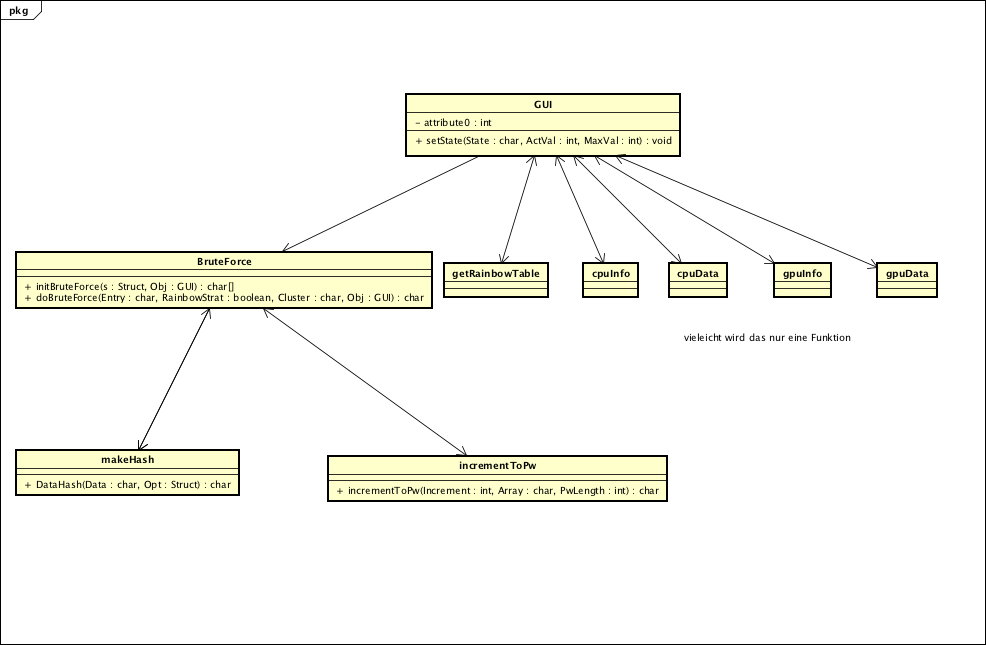 pkg
GUI
- attribute0 : int
+ setState(State : char, ActVal : int, MaxVal : int) : void
BruteForce
+ initBruteForce(s : Struct, Obj : GUI) : char[]
+ doBruteForce(Entry : char, RainbowStrat : boolean, Cluster : char, Obj : GUI) : char
getRainbowTable
cpuInfo
cpuData
gpuInfo
gpuData
vieleicht wird das nur eine Funktion
makeHash
+ DataHash(Data : char, Opt : Struct) : char
incrementToPw
+ incrementToPw(Increment : int, Array : char, PwLength : int) : char